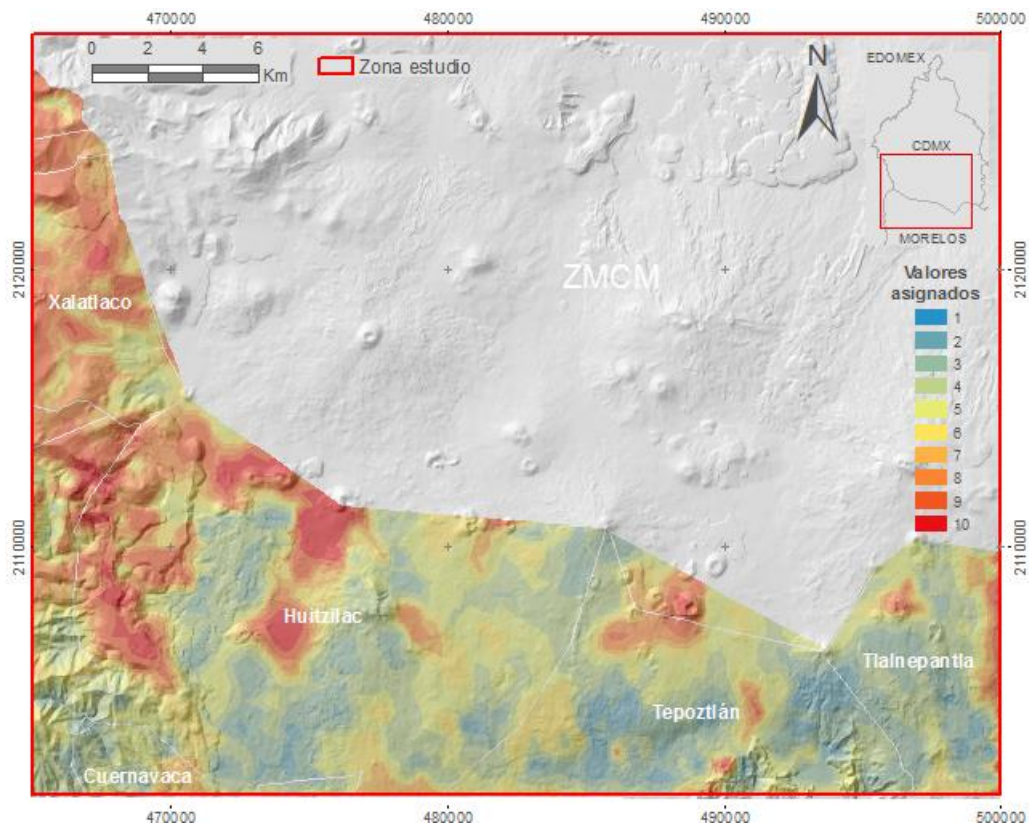 470000 480000 490000 500000
0 2 4 6
Km
Zona estudio
N
EDOMEX
CDMX
MORELOS
2120000 2120000
ZMCM
Valores
asignados
1
2
3
4
5
6
7
8
9
10
Xalatlaco
2110000 2110000
Huitzilac
Tlalnepantla
Tepoztlán
Cuernavaca
470000 480000 490000 500000